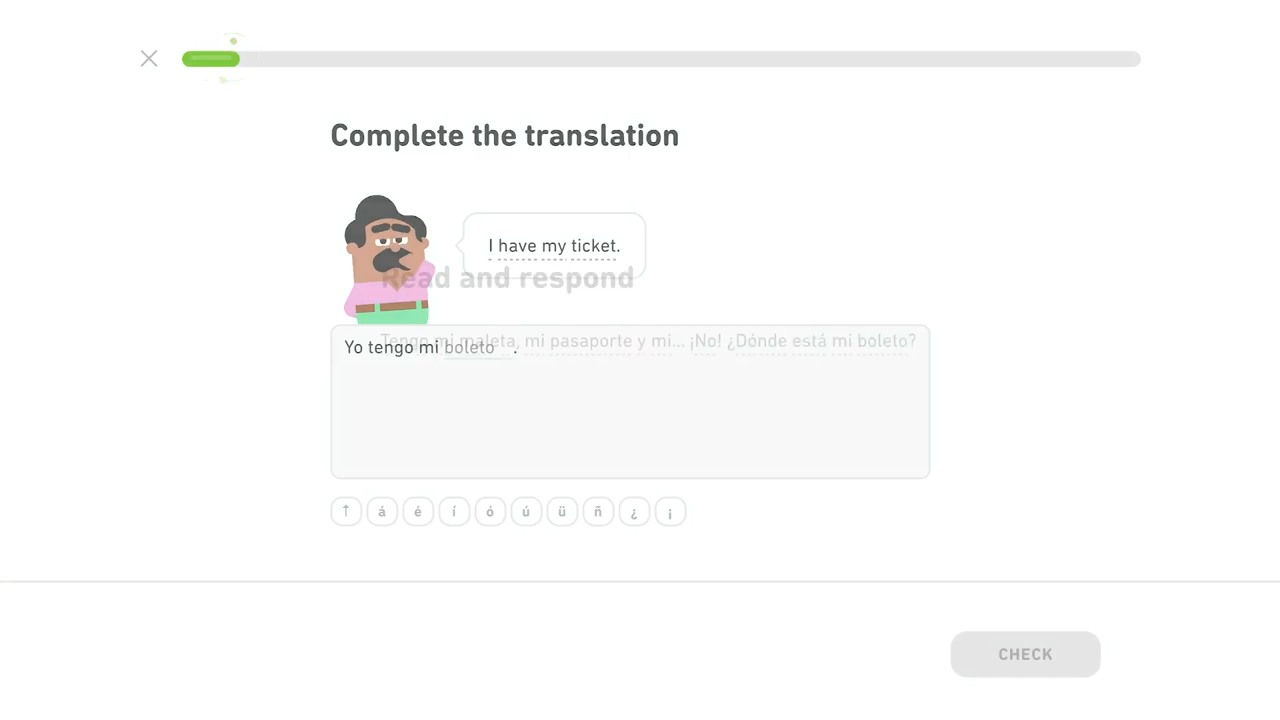 Complete the translation
I have my ticket.
Read and respond
Tengo mi maleta, mi pasaporte y mi... ¡No! ¿Dónde está mi boleto?
Yo tengo mi boleto .
↑ á é í ó ú ü ñ ¿ ¡
CHECK